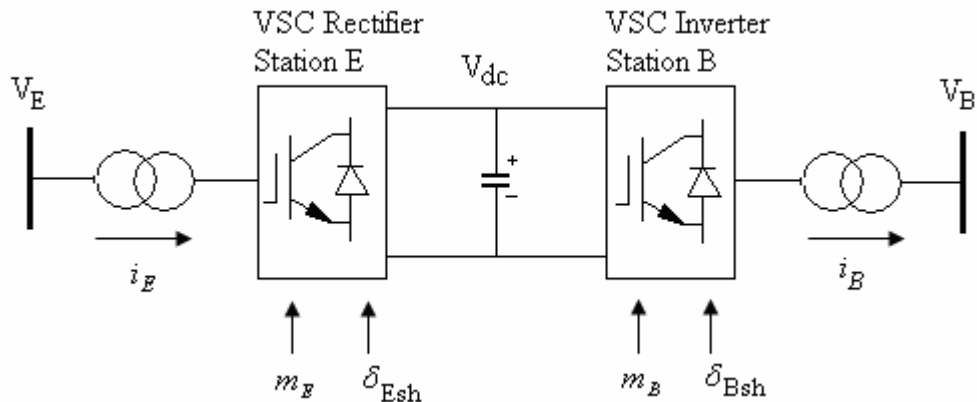 VSC Rectifier
Station E
VSC Inverter
Station B
V_E
V_dc
V_B
+
−
i_E
i_B
m_E
δ_Esh
m_B
δ_Bsh